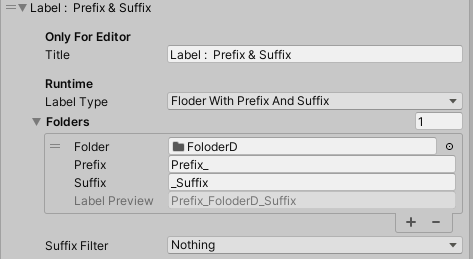 Label : Prefix & Suffix
Only For Editor
Title Label : Prefix & Suffix
Runtime
Label Type Floder With Prefix And Suffix
Folders 1
Folder FoloderD
Prefix Prefix_
Suffix _Suffix
Label Preview Prefix_FoloderD_Suffix
Suffix Filter Nothing